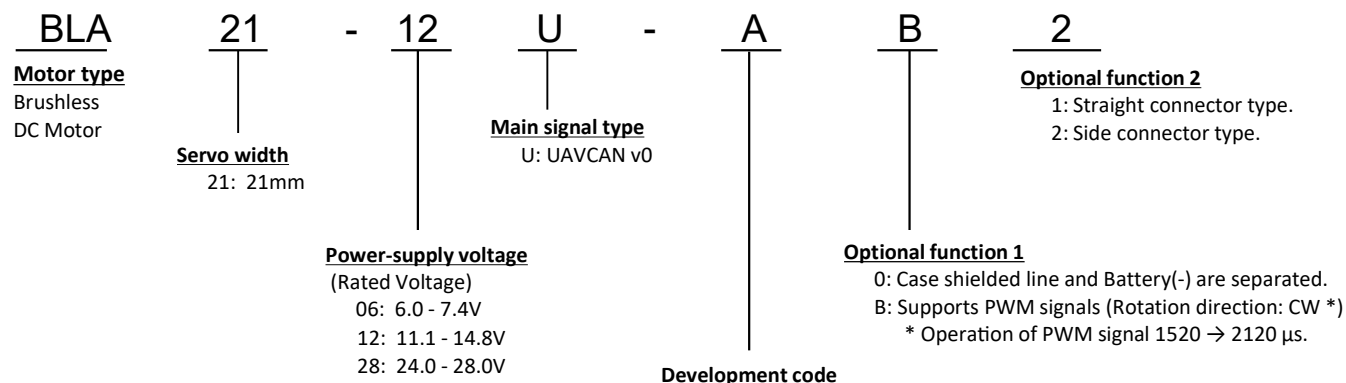 BLA 21 - 12 U - A B 2
Motor type
Brushless
DC Motor
Servo width
21: 21mm
Power-supply voltage
(Rated Voltage)
06: 6.0 - 7.4V
12: 11.1 - 14.8V
28: 24.0 - 28.0V
Main signal type
U: UAVCAN v0
Development code
Optional function 1
0: Case shielded line and Battery(-) are separated.
B: Supports PWM signals (Rotation direction: CW *)
* Operation of PWM signal 1520 → 2120 µs.
Optional function 2
1: Straight connector type.
2: Side connector type.